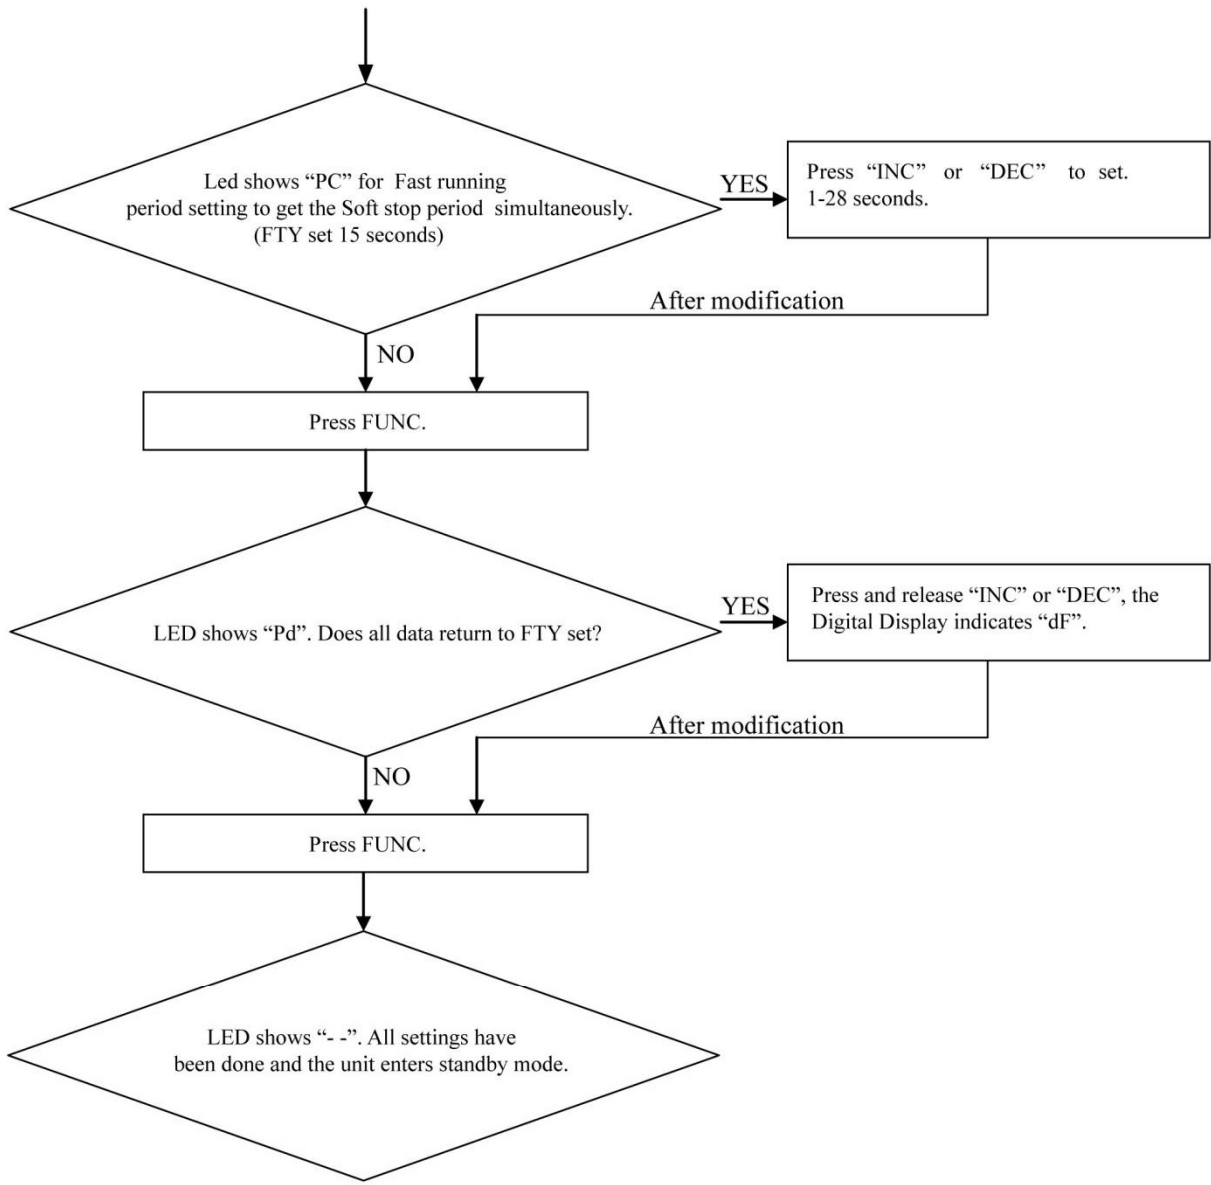 Led shows “PC” for Fast running
period setting to get the Soft stop period simultaneously.
(FTY set 15 seconds)
YES
Press “INC” or “DEC” to set.
1-28 seconds.
After modification
NO
Press FUNC.
LED shows “Pd”. Does all data return to FTY set?
YES
Press and release “INC” or “DEC”, the
Digital Display indicates “dF”.
After modification
NO
Press FUNC.
LED shows “- -”. All settings have
been done and the unit enters standby mode.